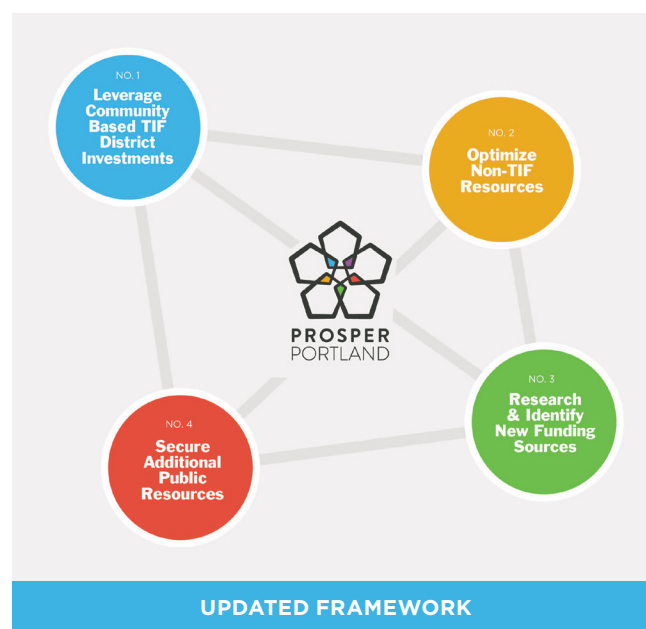 NO. 1
Leverage
Community
Based TIF
District
Investments
NO. 2
Optimize
Non-TIF
Resources
PROSPER
PORTLAND
NO. 3
Research
& Identify
New Funding
Sources
NO. 4
Secure
Additional
Public
Resources
UPDATED FRAMEWORK